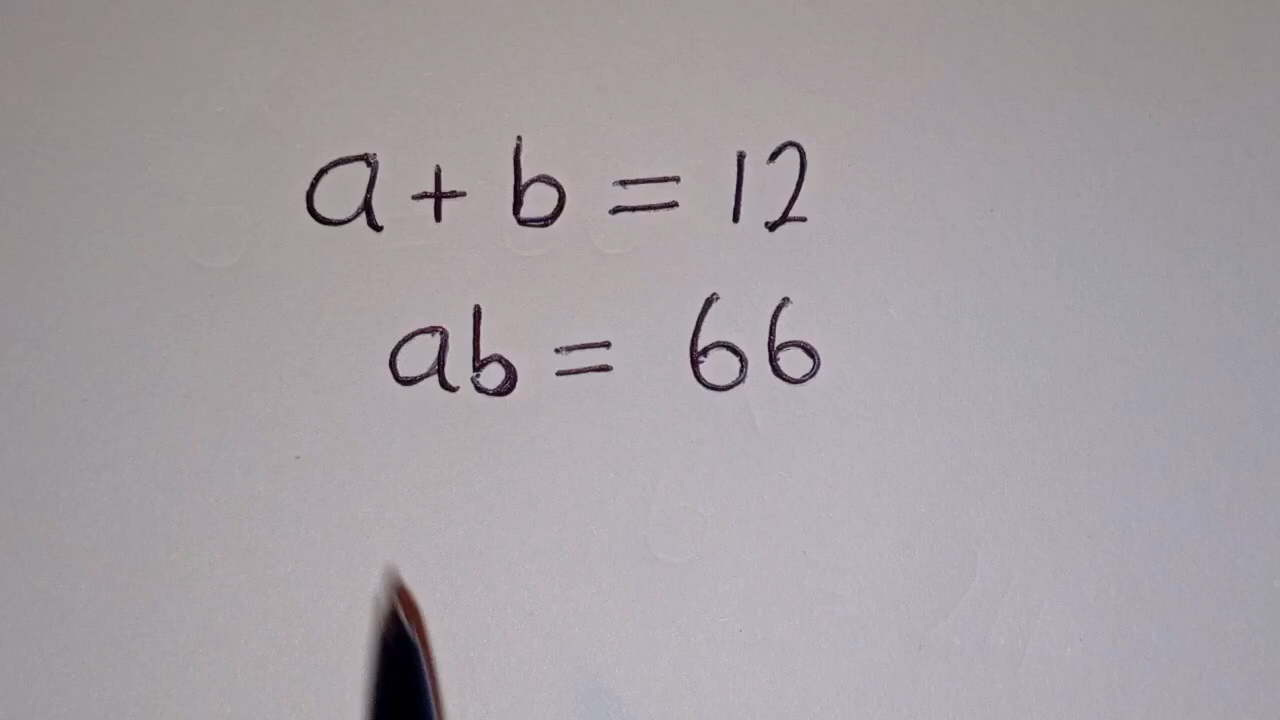 a + b = 12
ab = 66